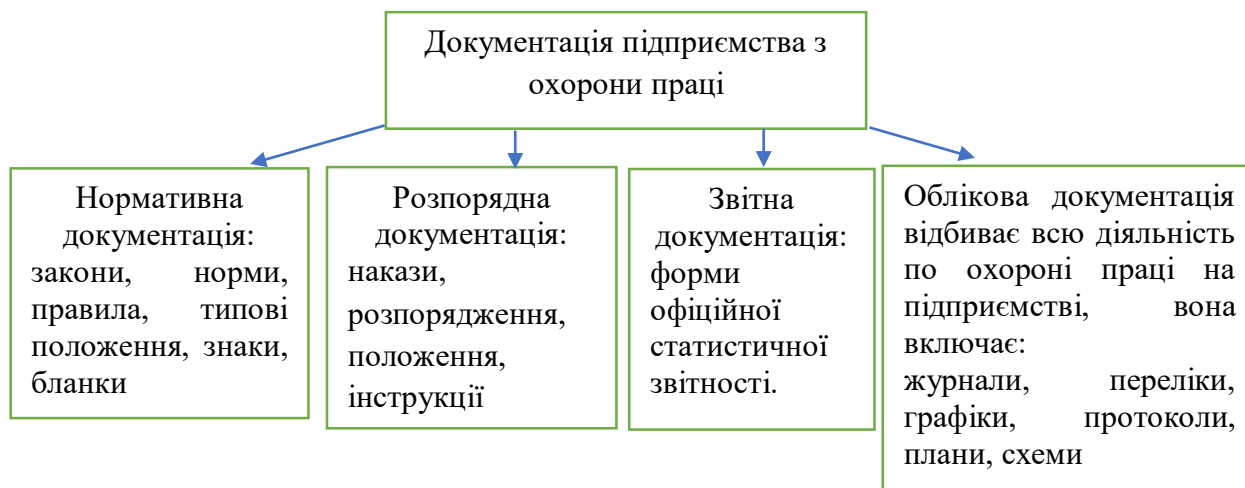 Документація підприємства з
охорони праці
Нормативна
документація:
закони, норми,
правила, типові
положення, знаки,
бланки
Розпорядна
документація:
накази,
розпорядження,
положення,
інструкції
Звітна
документація:
форми
офіційної
статистичної
звітності.
Облікова документація
відбиває всю діяльність
по охороні праці на
підприємстві, вона
включає:
журнали, переліки,
графіки, протоколи,
плани, схеми